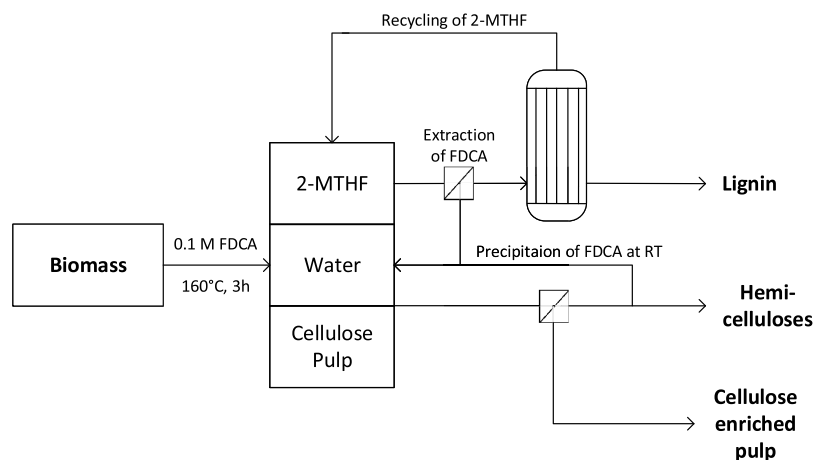 Recycling of 2-MTHF
Extraction
of FDCA
2-MTHF
Lignin
0.1 M FDCA
Biomass
Water
Precipitaion of FDCA at RT
160°C, 3h
Hemi-
celluloses
Cellulose
Pulp
Cellulose
enriched
pulp